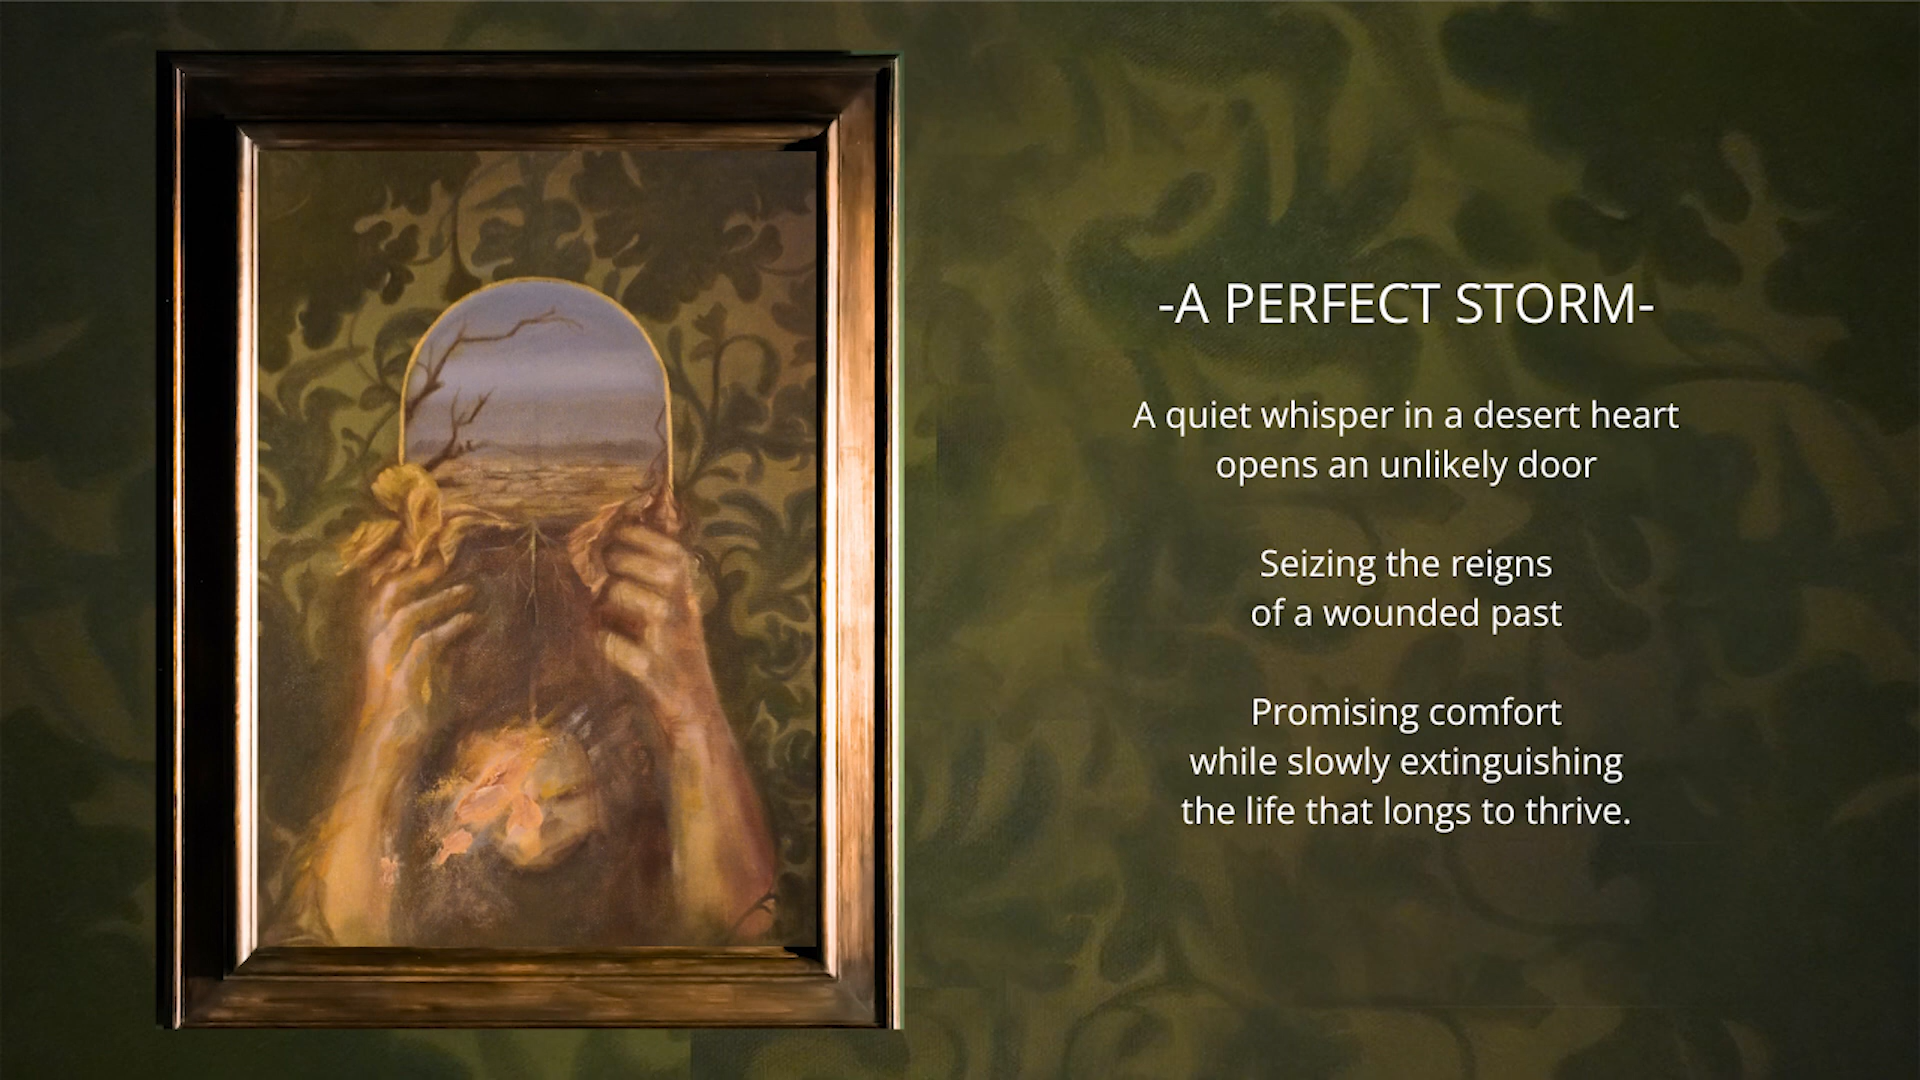 -A PERFECT STORM-
A quiet whisper in a desert heart
opens an unlikely door
Seizing the reigns
of a wounded past
Promising comfort
while slowly extinguishing
the life that longs to thrive.